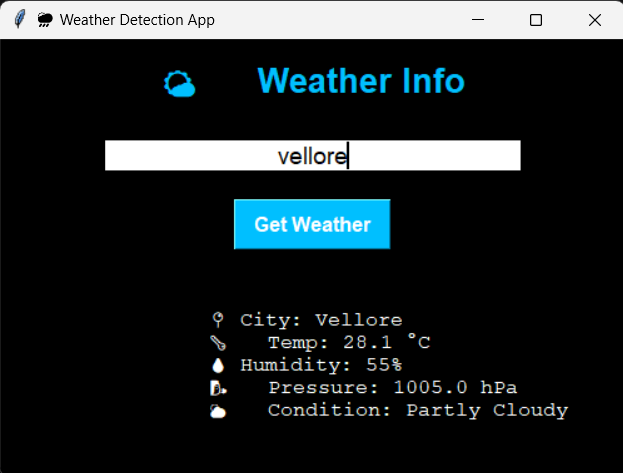 Weather Detection App
Weather Info
vellore
Get Weather
City: Vellore
Temp: 28.1 °C
Humidity: 55%
Pressure: 1005.0 hPa
Condition: Partly Cloudy